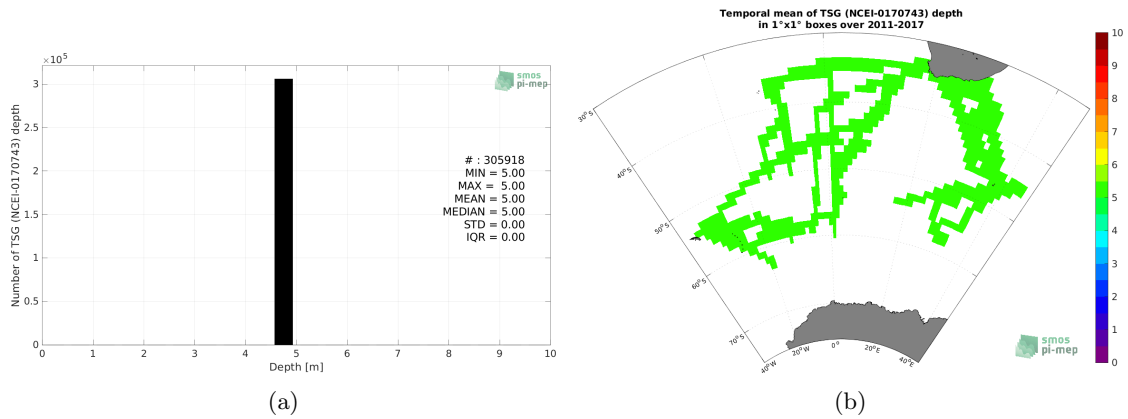 ×10⁵
3
2.5
2
1.5
1
0.5
0
Number of TSG (NCEI-0170743) depth
smos
pi-mep
# : 305918
MIN = 5.00
MAX = 5.00
MEAN = 5.00
MEDIAN = 5.00
STD = 0.00
IQR = 0.00
0 1 2 3 4 5 6 7 8 9 10
Depth [m]
(a)
Temporal mean of TSG (NCEI-0170743) depth
in 1°x1° boxes over 2011-2017
30°S
40°S
50°S
60°S
70°S
40°W
20°W
0°
20°E
40°E
10
9
8
7
6
5
4
3
2
1
0
smos
pi-mep
(b)